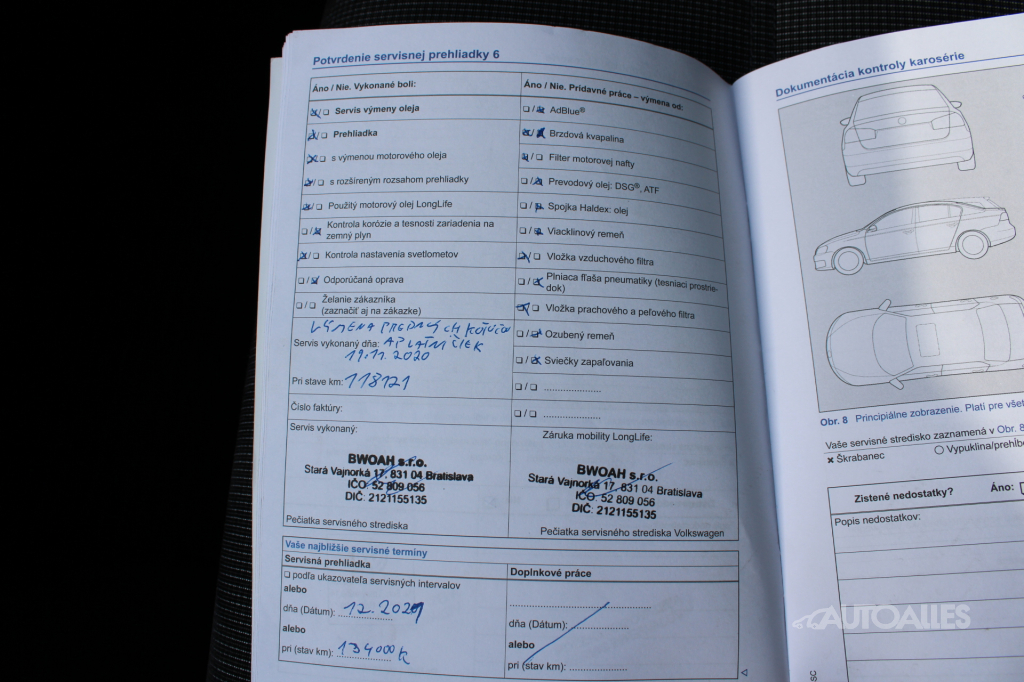 Potvrdenie servisnej prehliadky 6
Áno / Nie. Vykonané boli:
Servis výmeny oleja
Prehliadka
s výmenou motorového oleja
s rozšíreným rozsahom prehliadky
Použitý motorový olej LongLife
Kontrola korózie a tesnosti zariadenia na
zemný plyn
Kontrola nastavenia svetlometov
Odporúčaná oprava
Želanie zákazníka
(zaznačiť aj na zákazke)
VÝMENA PREDNÝCH KOTÚČOV
Servis vykonaný dňa: A PLATNIČIEK
19.11.2020
Pri stave km: 118121
Číslo faktúry:
Servis vykonaný:
BWOAH s.r.o.
Stará Vajnorká 17, 831 04 Bratislava
IČO: 52 809 056
DIČ: 2121155135
Pečiatka servisného strediska
Áno / Nie. Prídavné práce – výmena od:
AdBlue®
Brzdová kvapalina
Filter motorovej nafty
Prevodový olej: DSG®, ATF
Spojka Haldex: olej
Viacklinový remeň
Vložka vzduchového filtra
Plniaca fľaša pneumatiky (tesniaci prostrie-
dok)
Vložka prachového a peľového filtra
Ozubený remeň
Sviečky zapaľovania
Záruka mobility LongLife:
BWOAH s.r.o.
Stará Vajnorká 17, 831 04 Bratislava
IČO: 52 809 056
DIČ: 2121155135
Pečiatka servisného strediska Volkswagen
Vaše najbližšie servisné termíny
Servisná prehliadka
podľa ukazovateľa servisných intervalov
alebo
dňa (Dátum): 12.2021
alebo
pri (stav km): 134000 k
Doplnkové práce
dňa (Dátum):
alebo
pri (stav km):
Dokumentácia kontroly karosérie
Obr. 8 Principiálne zobrazenie. Platí pre
Vaše servisné stredisko zaznamená v Obr. 8
Škrabanec
Vypuklina/
Zistené nedostatky? Áno:
Popis nedostatkov:
AUTOALLES